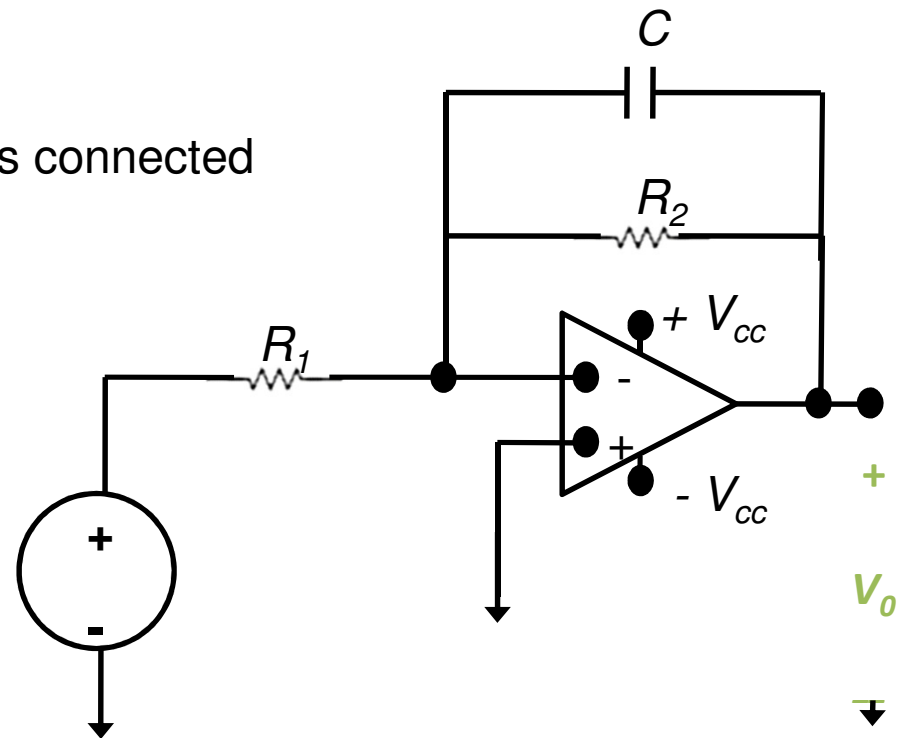 C
s connected
R2
+ Vcc
R1
-
+
- Vcc
+
+
V0
-
-